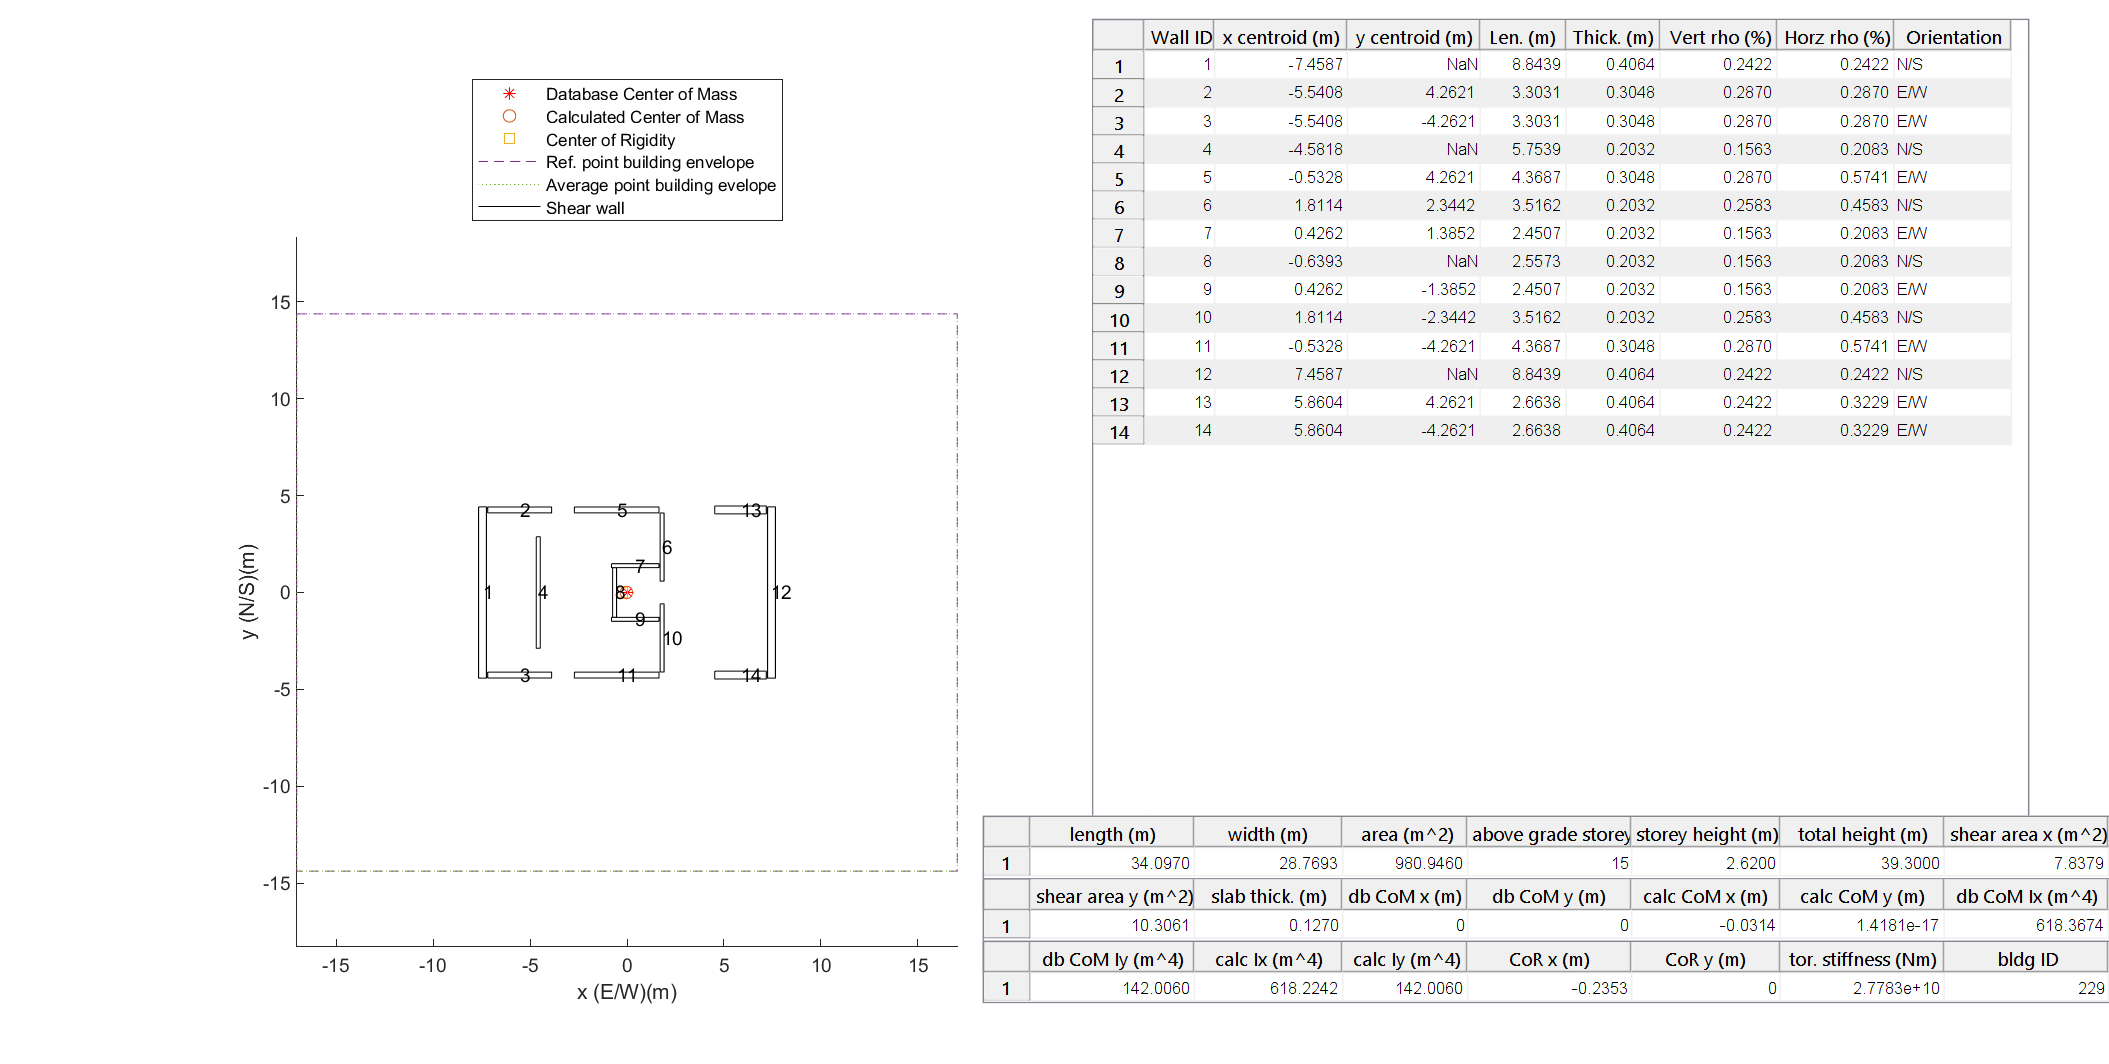 Database Center of Mass
Calculated Center of Mass
Center of Rigidity
Ref. point building envelope
Average point building evelope
Shear wall
15
10
5
0
-5
-10
-15
y (N/S)(m)
-15 -10 -5 0 5 10 15
x (E/W)(m)
2 5 13
6
7
1 4 8 12
9
10
3 11 14
Wall ID x centroid (m) y centroid (m) Len. (m) Thick. (m) Vert rho (%) Horz rho (%) Orientation
1 1 -7.4587 NaN 8.8439 0.4064 0.2422 0.2422 N/S
2 2 -5.5408 4.2621 3.3031 0.3048 0.2870 0.2870 E/W
3 3 -5.5408 -4.2621 3.3031 0.3048 0.2870 0.2870 E/W
4 4 -4.5818 NaN 5.7539 0.2032 0.1563 0.2083 N/S
5 5 -0.5328 4.2621 4.3687 0.3048 0.2870 0.5741 E/W
6 6 1.8114 2.3442 3.5162 0.2032 0.2583 0.4583 N/S
7 7 0.4262 1.3852 2.4507 0.2032 0.1563 0.2083 E/W
8 8 -0.6393 NaN 2.5573 0.2032 0.1563 0.2083 N/S
9 9 0.4262 -1.3852 2.4507 0.2032 0.1563 0.2083 E/W
10 10 1.8114 -2.3442 3.5162 0.2032 0.2583 0.4583 N/S
11 11 -0.5328 -4.2621 4.3687 0.3048 0.2870 0.5741 E/W
12 12 7.4587 NaN 8.8439 0.4064 0.2422 0.2422 N/S
13 13 5.8604 4.2621 2.6638 0.4064 0.2422 0.3229 E/W
14 14 5.8604 -4.2621 2.6638 0.4064 0.2422 0.3229 E/W
length (m) width (m) area (m^2) above grade storey storey height (m) total height (m) shear area x (m^2)
1 34.0970 28.7693 980.9460 15 2.6200 39.3000 7.8379
shear area y (m^2) slab thick. (m) db CoM x (m) db CoM y (m) calc CoM x (m) calc CoM y (m) db CoM Ix (m^4)
1 10.3061 0.1270 0 0 -0.0314 1.4181e-17 618.3674
db CoM Iy (m^4) calc Ix (m^4) calc Iy (m^4) CoR x (m) CoR y (m) tor. stiffness (Nm) bldg ID
1 142.0060 618.2242 142.0060 -0.2353 0 2.7783e+10 229